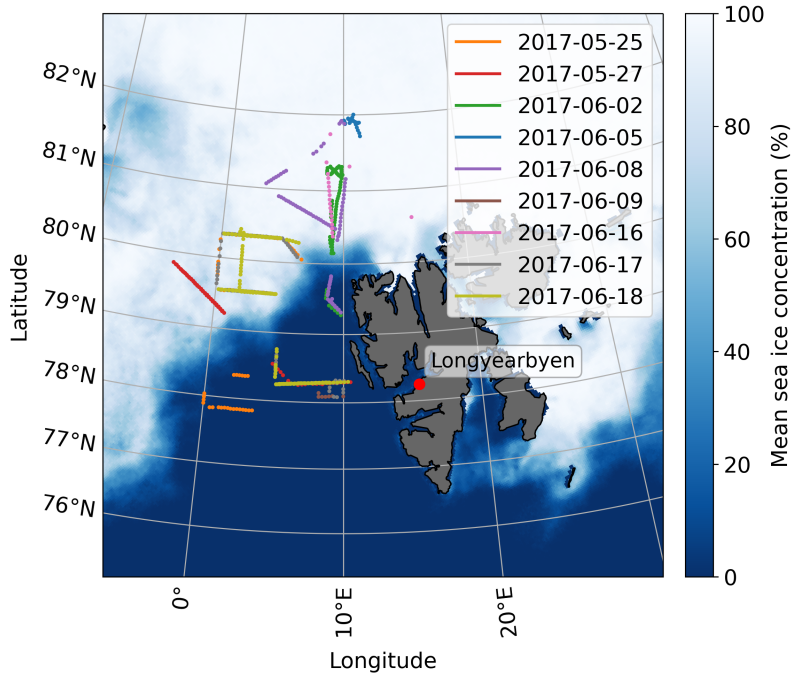 82°N
81°N
80°N
79°N
78°N
77°N
76°N
Latitude
0°
10°E
20°E
Longitude
2017-05-25
2017-05-27
2017-06-02
2017-06-05
2017-06-08
2017-06-09
2017-06-16
2017-06-17
2017-06-18
Longyearbyen
100
80
60
40
20
0
Mean sea ice concentration (%)